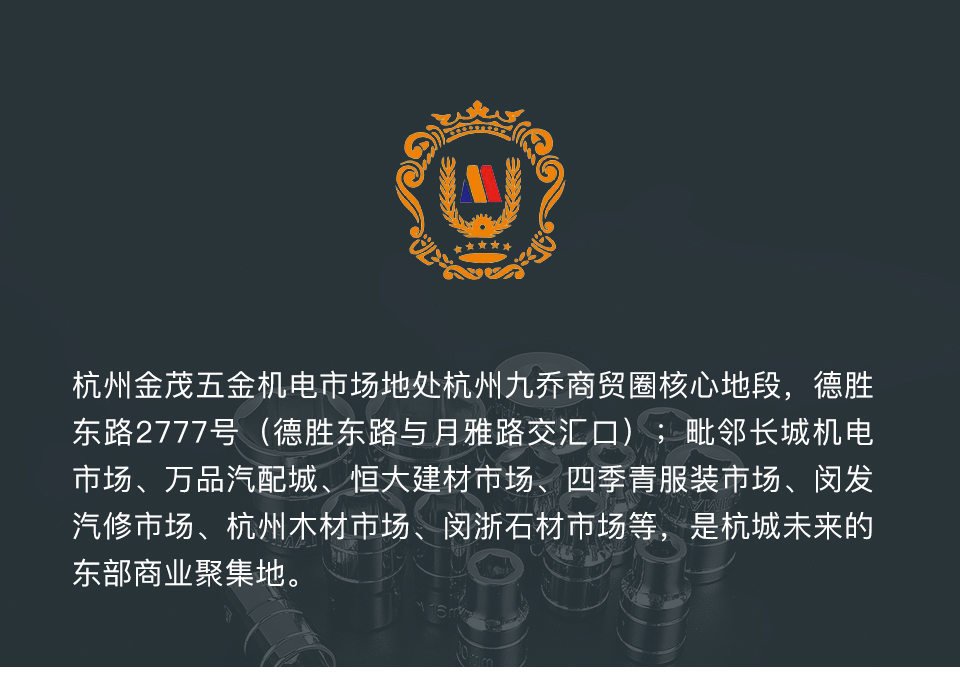 杭州金茂五金机电市场地处杭州九乔商贸圈核心地段，德胜
东路2777号（德胜东路与月雅路交汇口）；毗邻长城机电
市场、万品汽配城、恒大建材市场、四季青服装市场、闵发
汽修市场、杭州木材市场、闵浙石材市场等，是杭城未来的
东部商业聚集地。